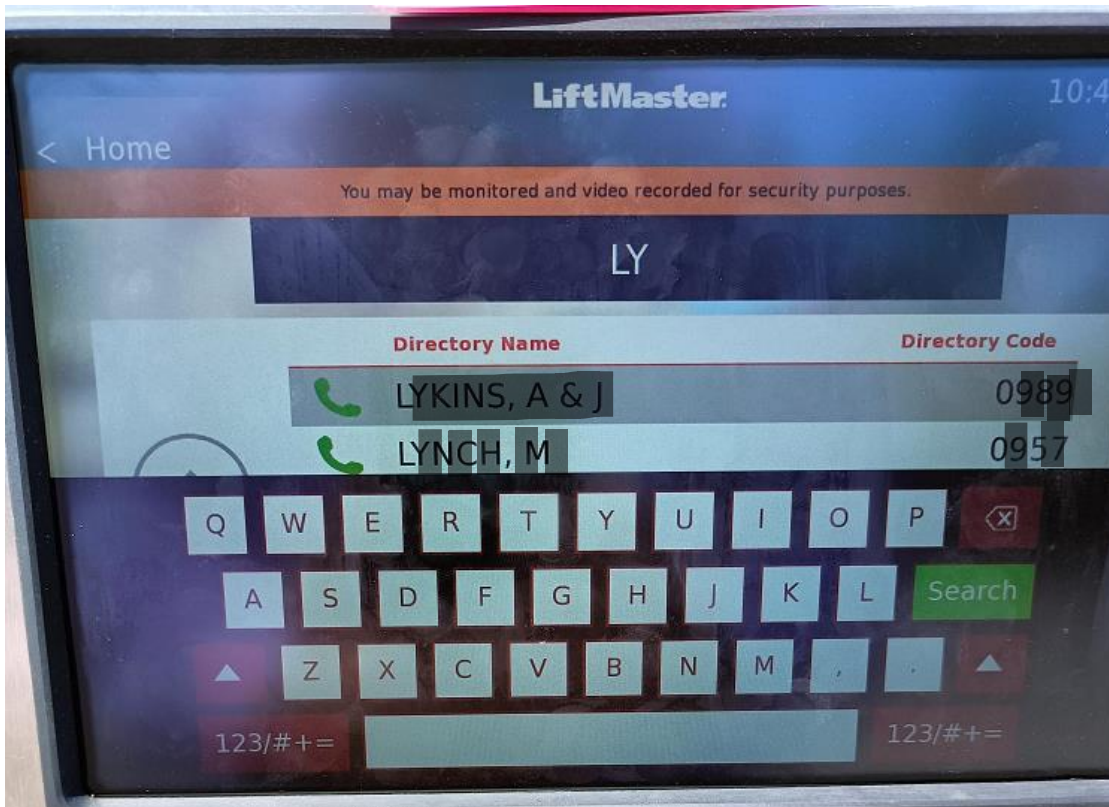 LiftMaster
10:4
< Home
You may be monitored and video recorded for security purposes.
LY
Directory Name Directory Code
LYKINS, A & J 0989
LYNCH, M 0957
Q W E R T Y U I O P
A S D F G H J K L Search
Z X C V B N M , .
123/#+= 123/#+=